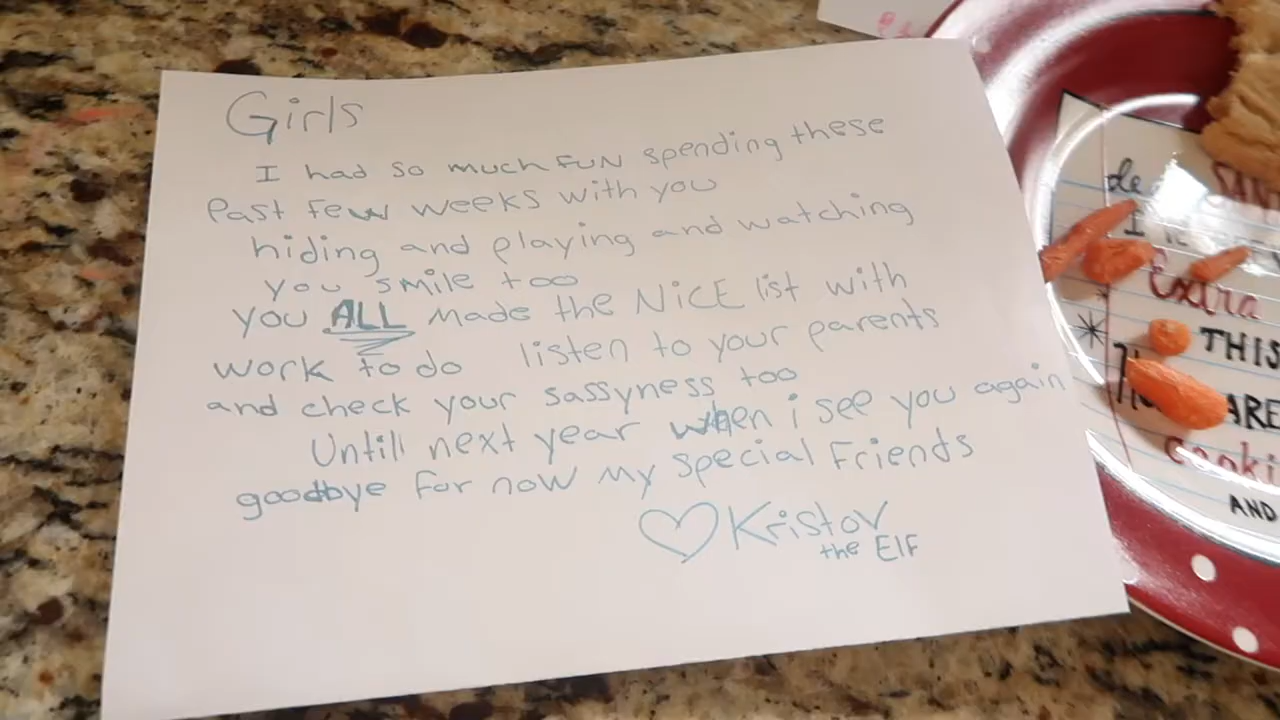 Girls
I had so much FUN spending these
Past Few weeks with you
hiding and playing and watching
you smile too
you ALL made the NiCE list with
work to do listen to your parents
and check your sassyness too
Untill next year when i see you again
goodbye for now My special Friends
Kristov
the ElF
de
I
Extra
THIS
ARE
Cooki
AND